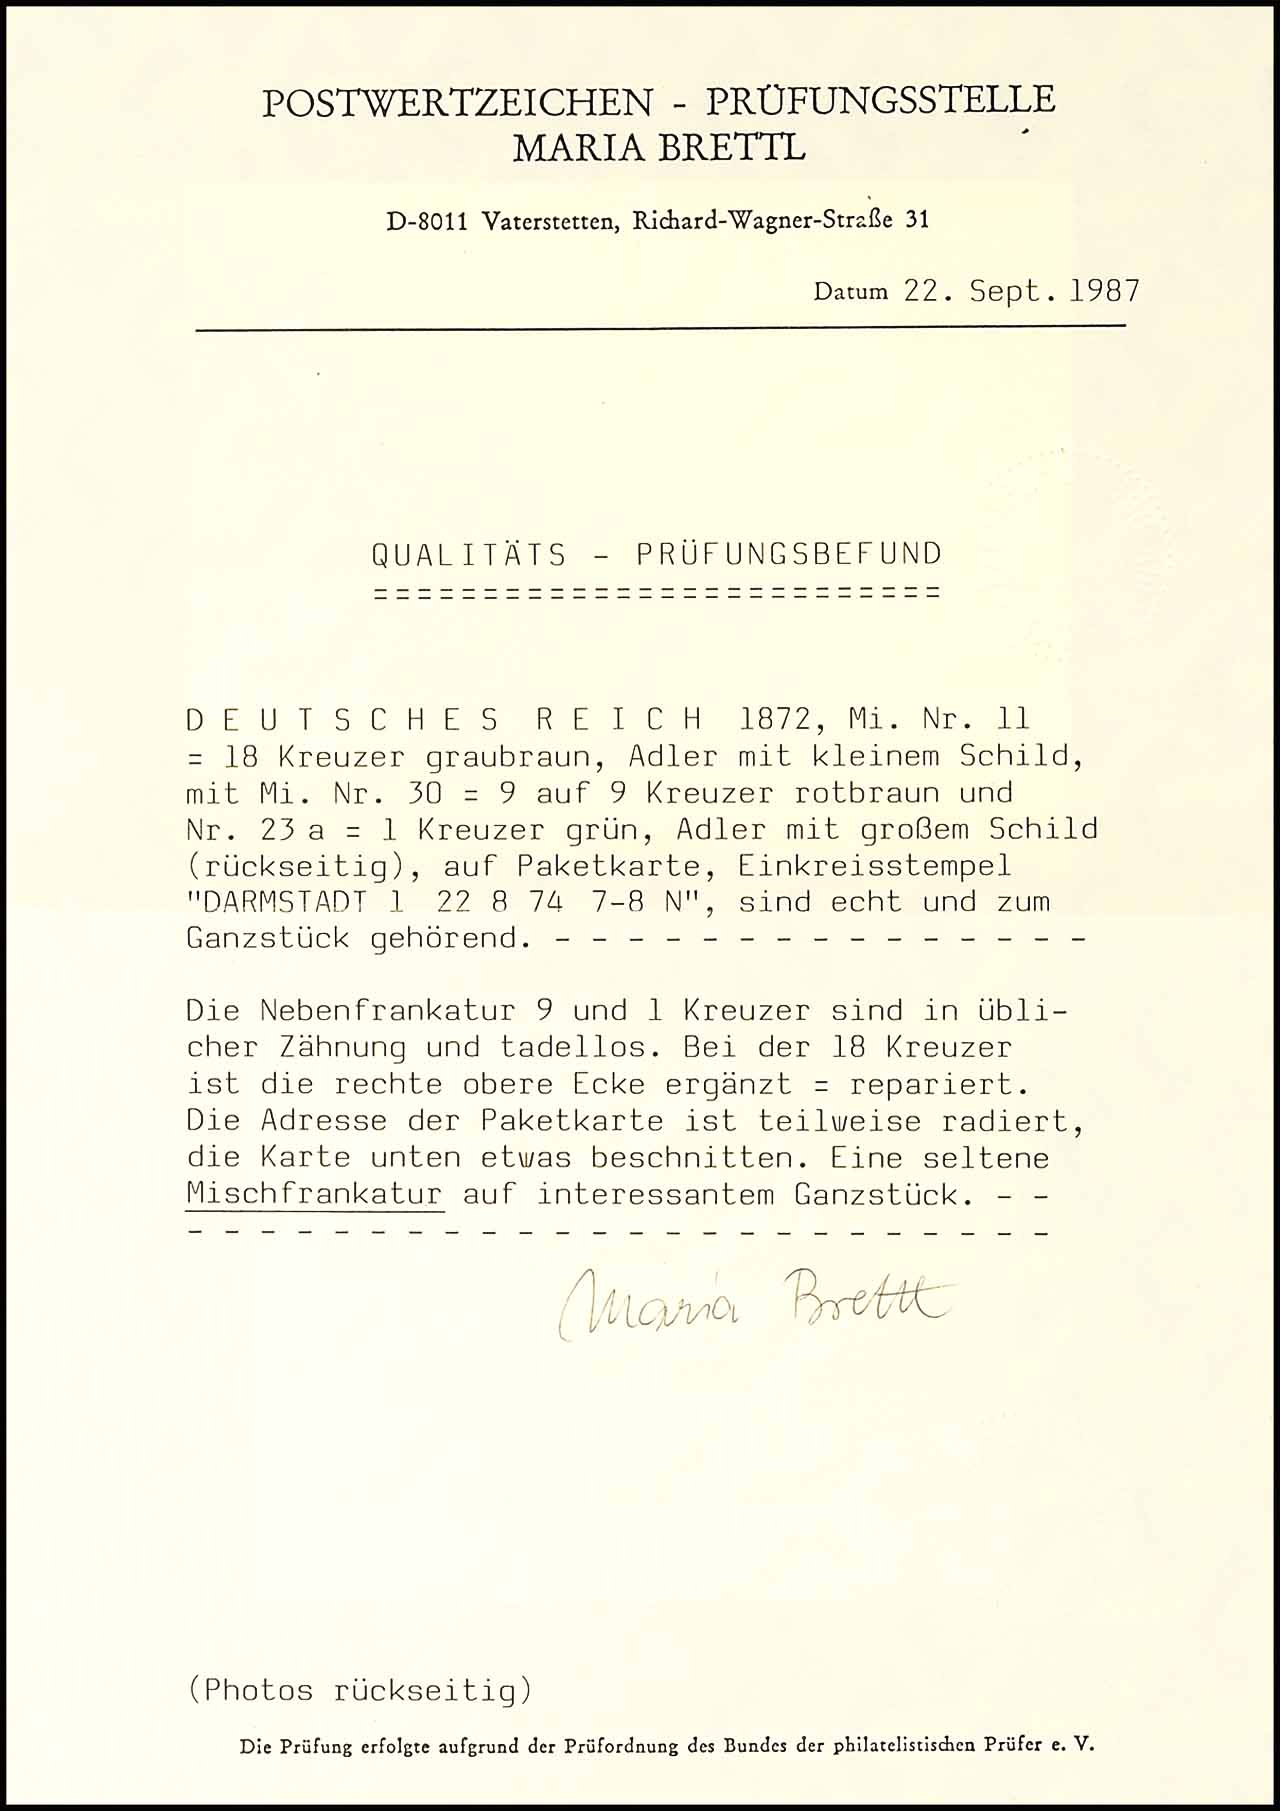 POSTWERTZEICHEN - PRÜFUNGSSTELLE
MARIA BRETTL
D-8011 Vaterstetten, Richard-Wagner-Straße 31
Datum 22. Sept. 1987
QUALITÄTS - PRÜFUNGSBEFUND
==========================
D E U T S C H E S R E I C H 1872, Mi. Nr. 11
= 18 Kreuzer graubraun, Adler mit kleinem Schild,
mit Mi. Nr. 30 = 9 auf 9 Kreuzer rotbraun und
Nr. 23 a = 1 Kreuzer grün, Adler mit großem Schild
(rückseitig), auf Paketkarte, Einkreisstempel
"DARMSTADT 1 22 8 74 7-8 N", sind echt und zum
Ganzstück gehörend. - - - - - - - - - - - - - - -
Die Nebenfrankatur 9 und 1 Kreuzer sind in übli-
cher Zähnung und tadellos. Bei der 18 Kreuzer
ist die rechte obere Ecke ergänzt = repariert.
Die Adresse der Paketkarte ist teilweise radiert,
die Karte unten etwas beschnitten. Eine seltene
Mischfrankatur auf interessantem Ganzstück. - -
- - - - - - - - - - - - - - - - - - - - - - - -
Maria Brettl
(Photos rückseitig)
Die Prüfung erfolgte aufgrund der Prüfordnung des Bundes der philatelistischen Prüfer e. V.